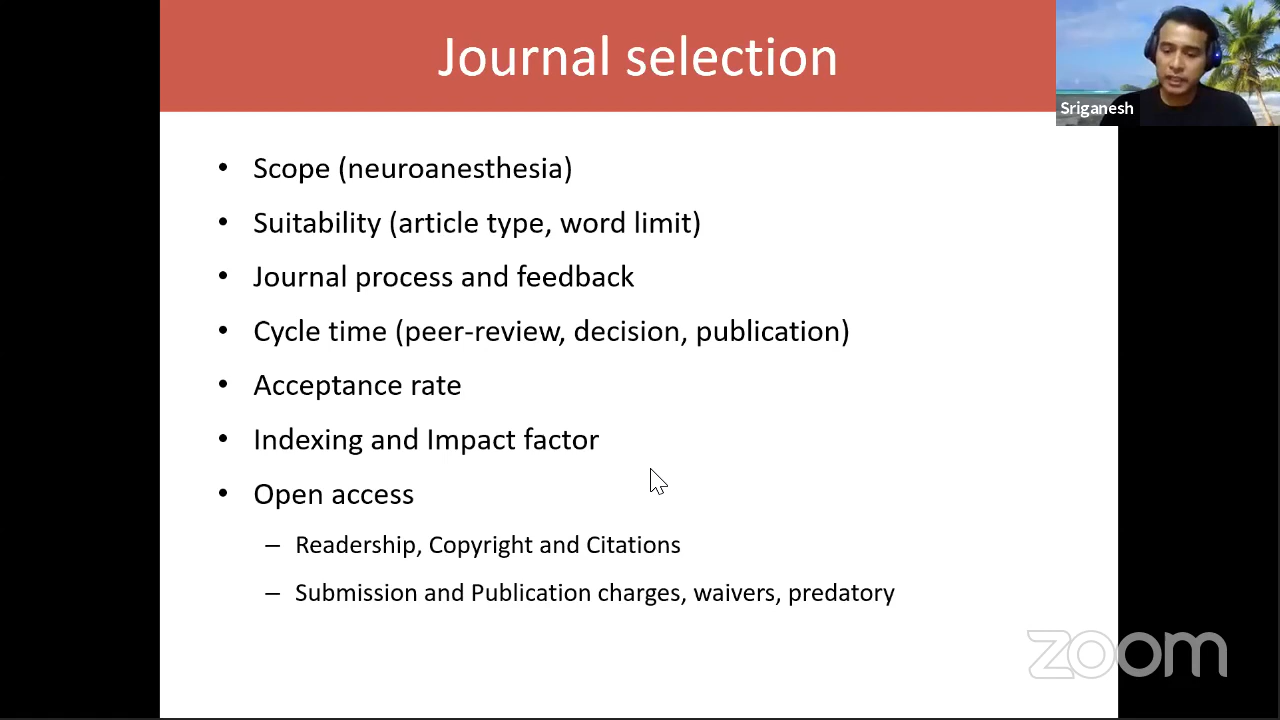 Journal selection
Sriganesh
• Scope (neuroanesthesia)
• Suitability (article type, word limit)
• Journal process and feedback
• Cycle time (peer-review, decision, publication)
• Acceptance rate
• Indexing and Impact factor
• Open access
– Readership, Copyright and Citations
– Submission and Publication charges, waivers, predatory
zoom